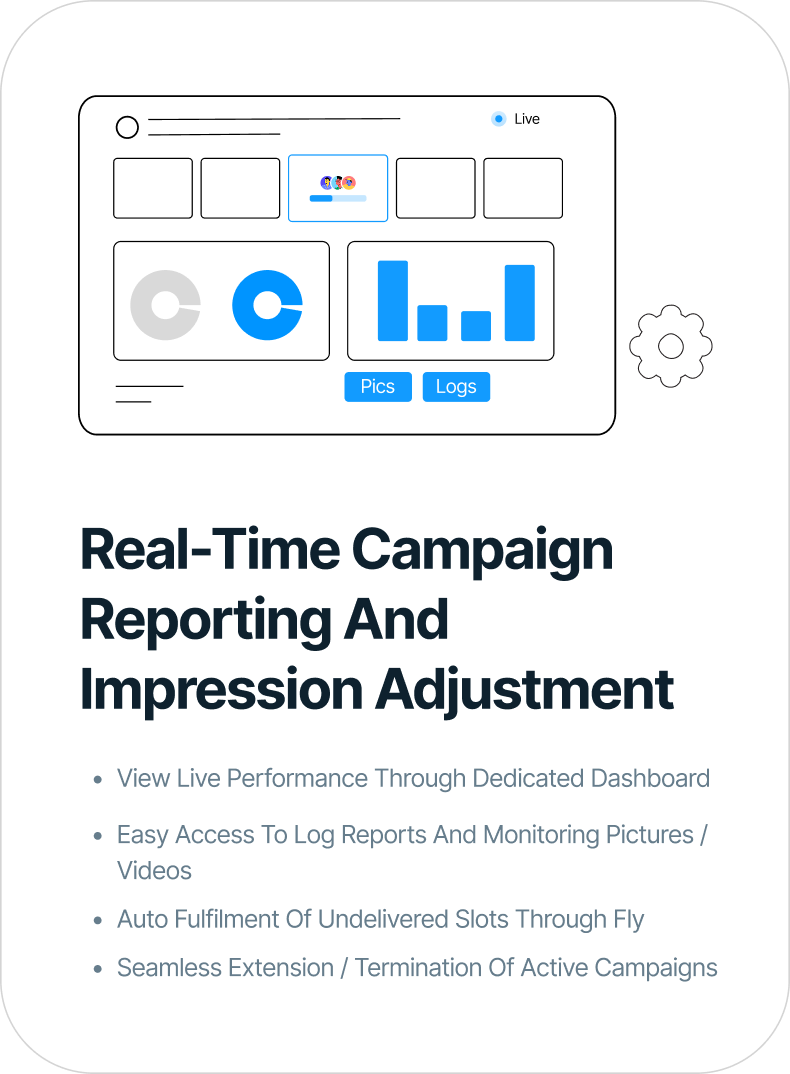 Live
Pics Logs
Real-Time Campaign
Reporting And
Impression Adjustment
• View Live Performance Through Dedicated Dashboard
• Easy Access To Log Reports And Monitoring Pictures /
Videos
• Auto Fulfilment Of Undelivered Slots Through Fly
• Seamless Extension / Termination Of Active Campaigns